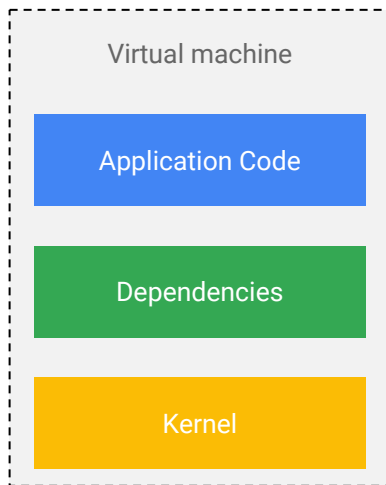 Virtual machine
Application Code
Dependencies
Kernel